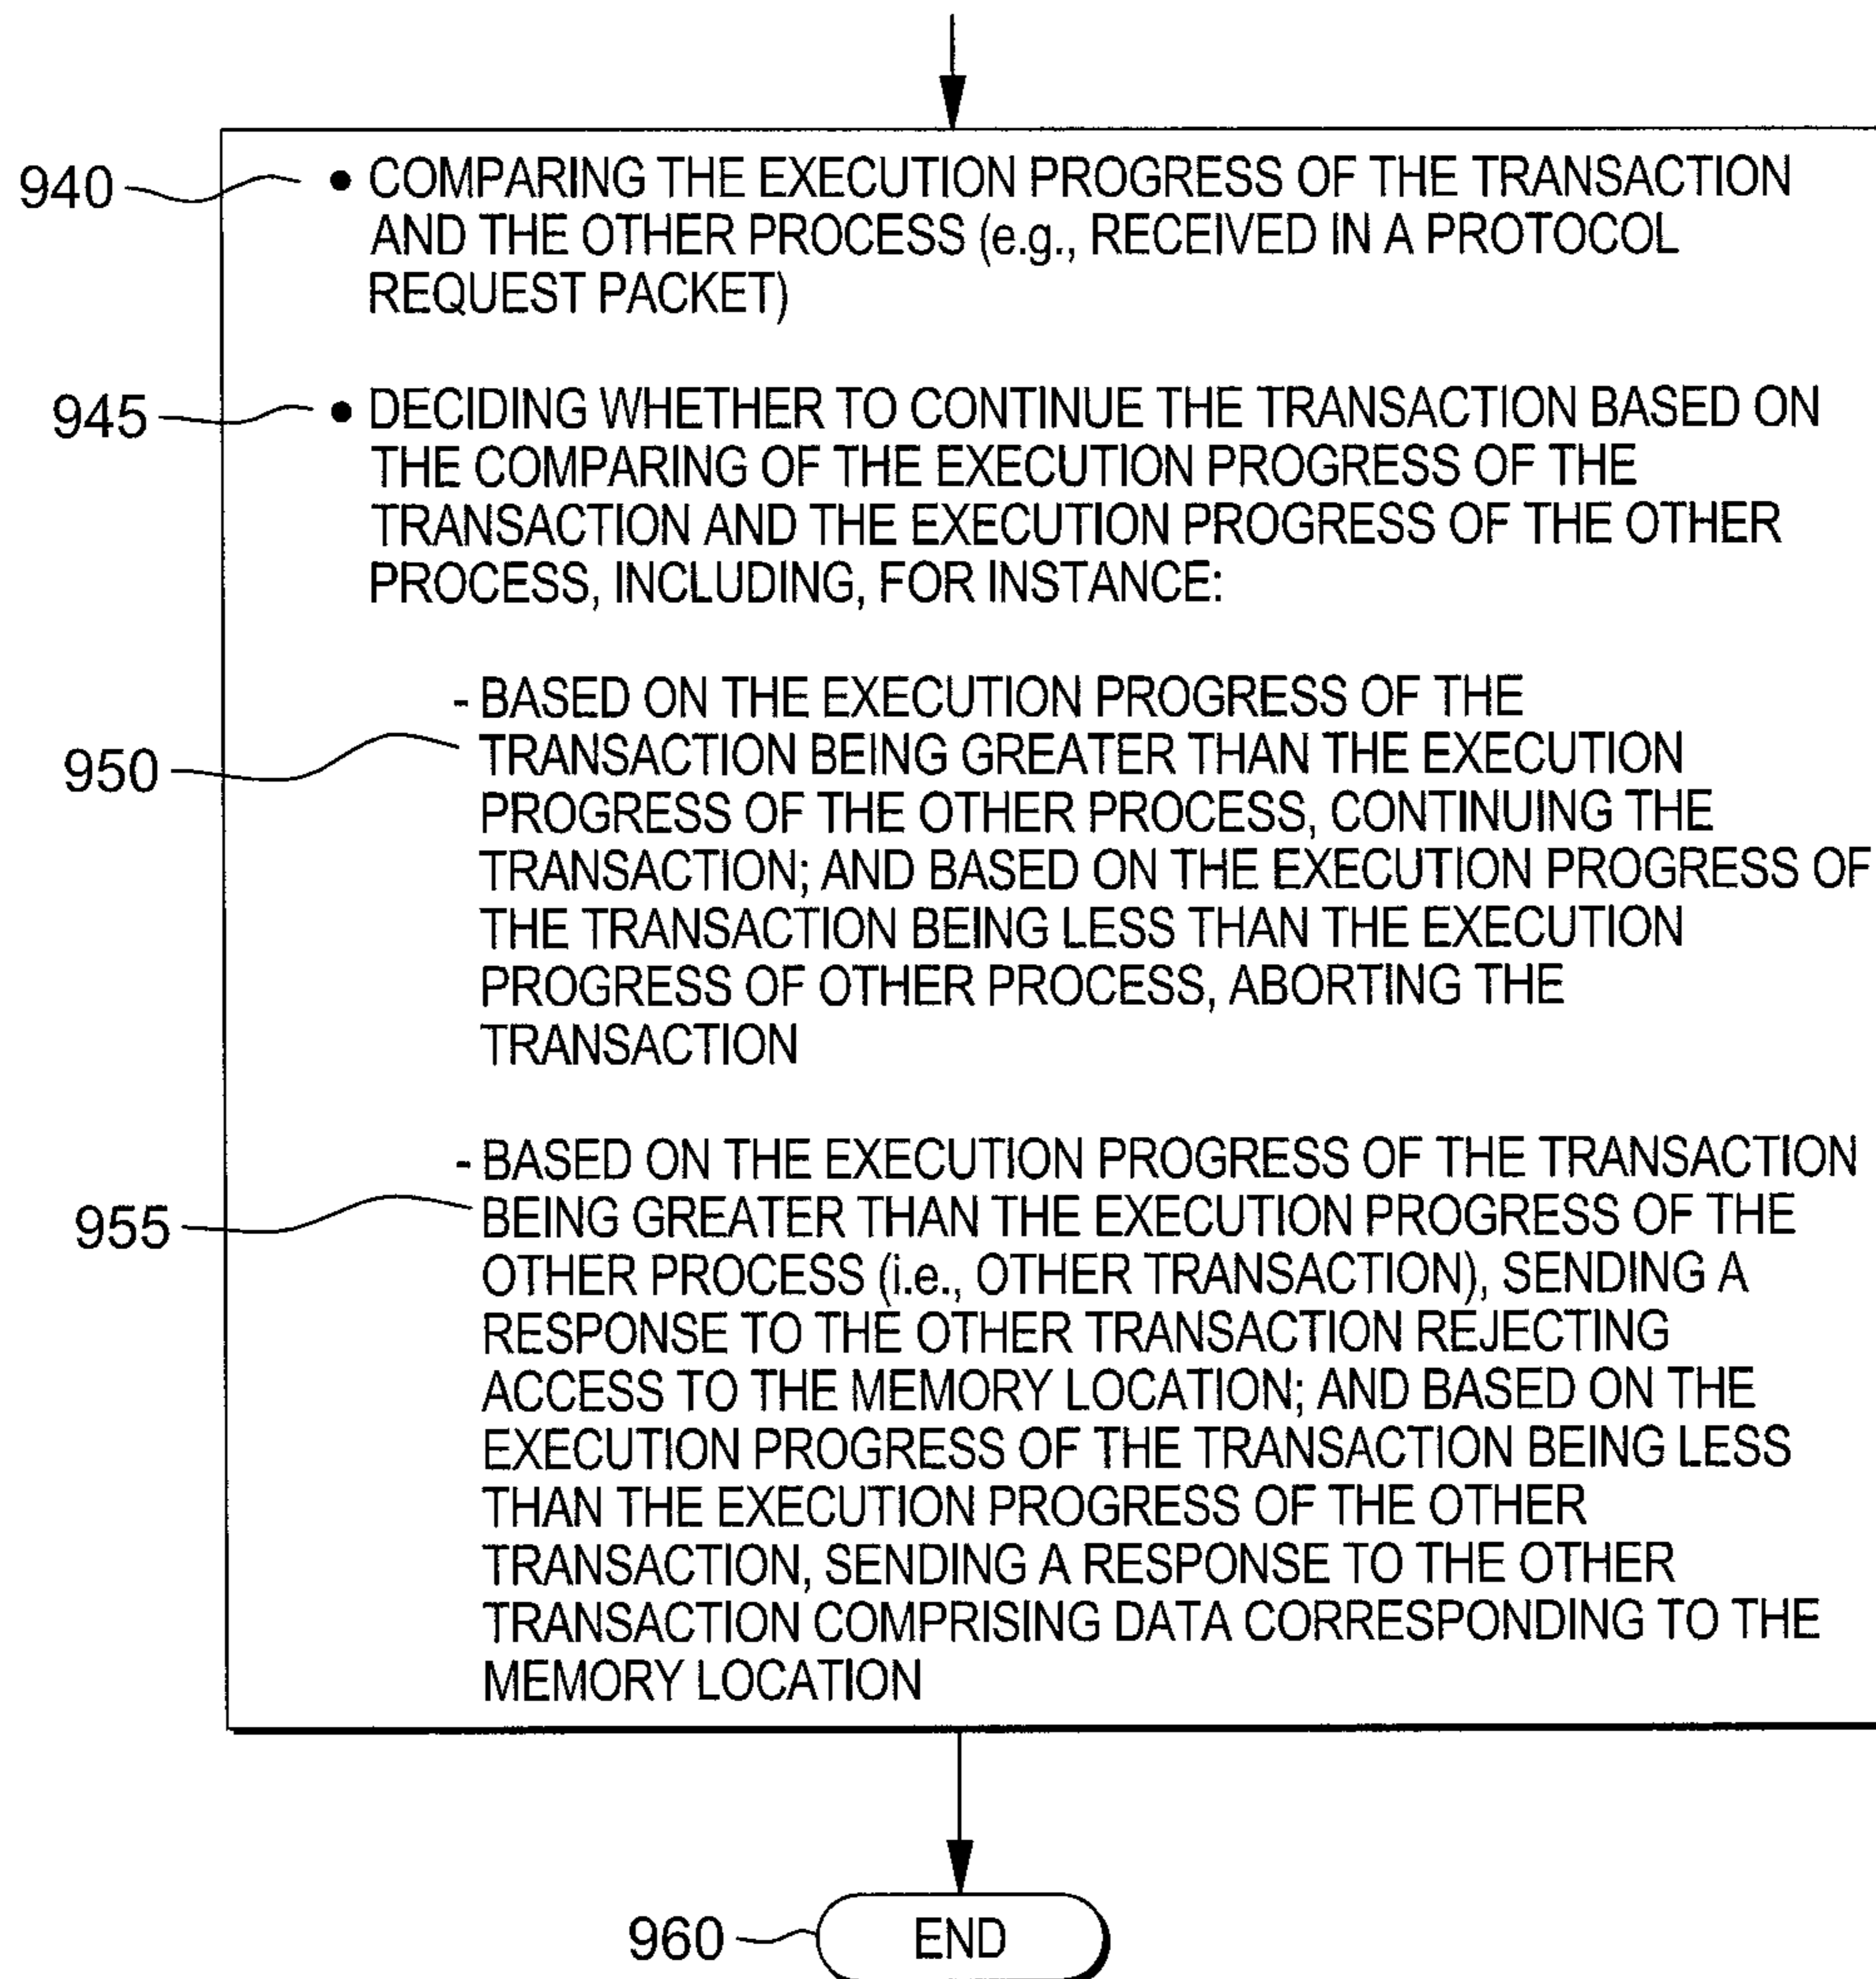 940 • COMPARING THE EXECUTION PROGRESS OF THE TRANSACTION
AND THE OTHER PROCESS (e.g., RECEIVED IN A PROTOCOL
REQUEST PACKET)
945 • DECIDING WHETHER TO CONTINUE THE TRANSACTION BASED ON
THE COMPARING OF THE EXECUTION PROGRESS OF THE
TRANSACTION AND THE EXECUTION PROGRESS OF THE OTHER
PROCESS, INCLUDING, FOR INSTANCE:
- BASED ON THE EXECUTION PROGRESS OF THE
950 TRANSACTION BEING GREATER THAN THE EXECUTION
PROGRESS OF THE OTHER PROCESS, CONTINUING THE
TRANSACTION; AND BASED ON THE EXECUTION PROGRESS OF
THE TRANSACTION BEING LESS THAN THE EXECUTION
PROGRESS OF OTHER PROCESS, ABORTING THE
TRANSACTION
- BASED ON THE EXECUTION PROGRESS OF THE TRANSACTION
955 BEING GREATER THAN THE EXECUTION PROGRESS OF THE
OTHER PROCESS (i.e., OTHER TRANSACTION), SENDING A
RESPONSE TO THE OTHER TRANSACTION REJECTING
ACCESS TO THE MEMORY LOCATION; AND BASED ON THE
EXECUTION PROGRESS OF THE TRANSACTION BEING LESS
THAN THE EXECUTION PROGRESS OF THE OTHER
TRANSACTION, SENDING A RESPONSE TO THE OTHER
TRANSACTION COMPRISING DATA CORRESPONDING TO THE
MEMORY LOCATION
960 END